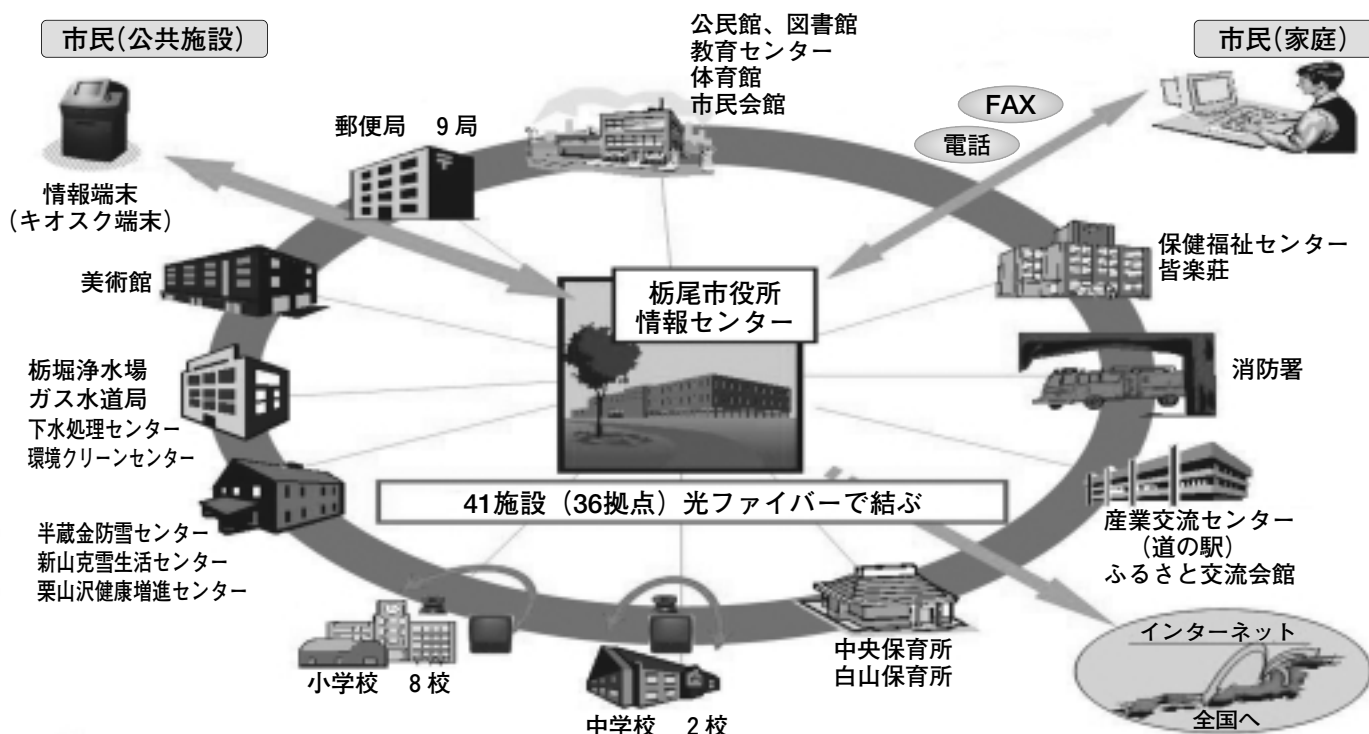 市民(公共施設)
公民館、図書館
教育センター
体育館
市民会館
市民(家庭)
FAX
電話
郵便局　9局
情報端末
(キオスク端末)
美術館
栃尾市役所
情報センター
保健福祉センター
皆楽荘
栃堀浄水場
ガス水道局
下水処理センター
環境クリーンセンター
消防署
41施設（36拠点）光ファイバーで結ぶ
半蔵金防雪センター
新山克雪生活センター
栗山沢健康増進センター
産業交流センター
(道の駅)
ふるさと交流会館
小学校　8校
中学校　2校
中央保育所
白山保育所
インターネット
全国へ